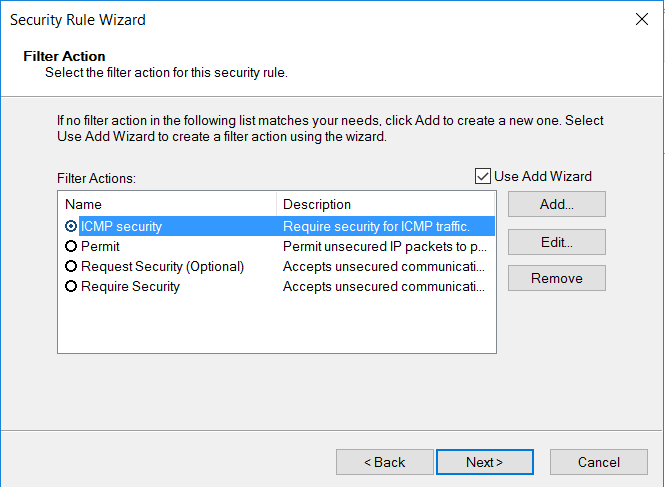 Security Rule Wizard
Filter Action
Select the filter action for this security rule.
If no filter action in the following list matches your needs, click Add to create a new one. Select
Use Add Wizard to create a filter action using the wizard.
Filter Actions:
Use Add Wizard
Name Description
ICMP security Require security for ICMP traffic.
Permit Permit unsecured IP packets to p...
Request Security (Optional) Accepts unsecured communicati...
Require Security Accepts unsecured communicati...
Add...
Edit...
Remove
< Back Next > Cancel